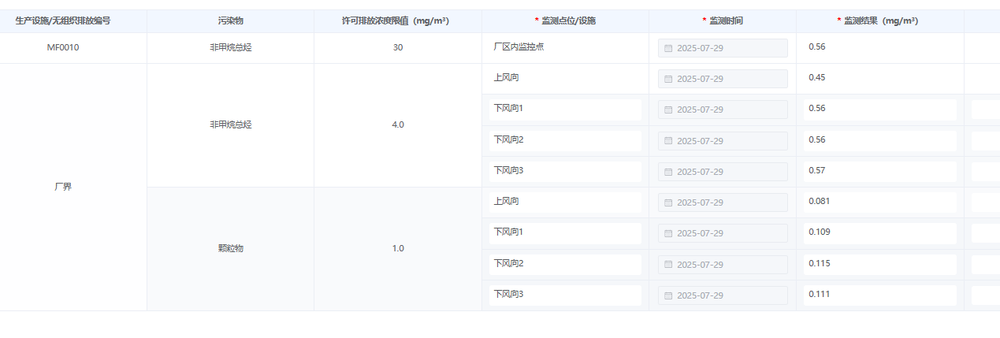 生产设施/无组织排放编号 污染物 许可排放浓度限值（mg/m³） * 监测点位/设施 * 监测时间 * 监测结果（mg/m³）
MF0010 非甲烷总烃 30 厂区内监控点 2025-07-29 0.56
厂界 非甲烷总烃 4.0 上风向 2025-07-29 0.45
下风向1 2025-07-29 0.56
下风向2 2025-07-29 0.56
下风向3 2025-07-29 0.57
颗粒物 1.0 上风向 2025-07-29 0.081
下风向1 2025-07-29 0.109
下风向2 2025-07-29 0.115
下风向3 2025-07-29 0.111